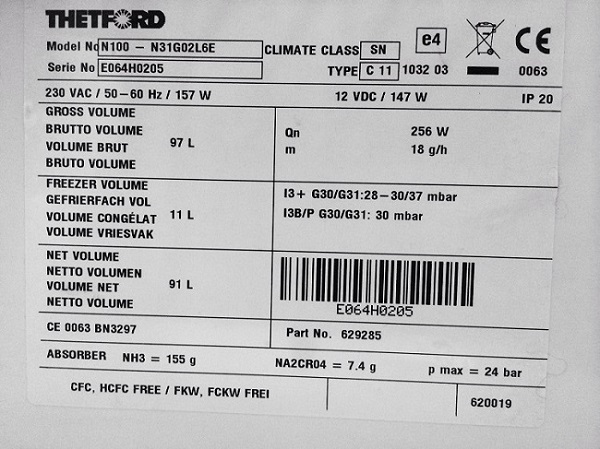 THETFORD
Model No N100 - N31G02L6E CLIMATE CLASS SN e4 CE
Serie No E064H0205 TYPE C 11 1032 03 0063
230 VAC / 50-60 Hz / 157 W 12 VDC / 147 W IP 20
GROSS VOLUME
BRUTTO VOLUME
VOLUME BRUT 97 L
BRUTO VOLUME
Qn 256 W
m 18 g/h
FREEZER VOLUME
GEFRIERFACH VOL
VOLUME CONGÉLAT 11 L
VOLUME VRIESVAK
I3+ G30/G31:28-30/37 mbar
I3B/P G30/G31: 30 mbar
NET VOLUME
NETTO VOLUMEN
VOLUME NET 91 L
NETTO VOLUME
E064H0205
CE 0063 BN3297 Part No. 629285
ABSORBER NH3 = 155 g NA2CR04 = 7.4 g p max = 24 bar
CFC, HCFC FREE / FKW, FCKW FREI 620019